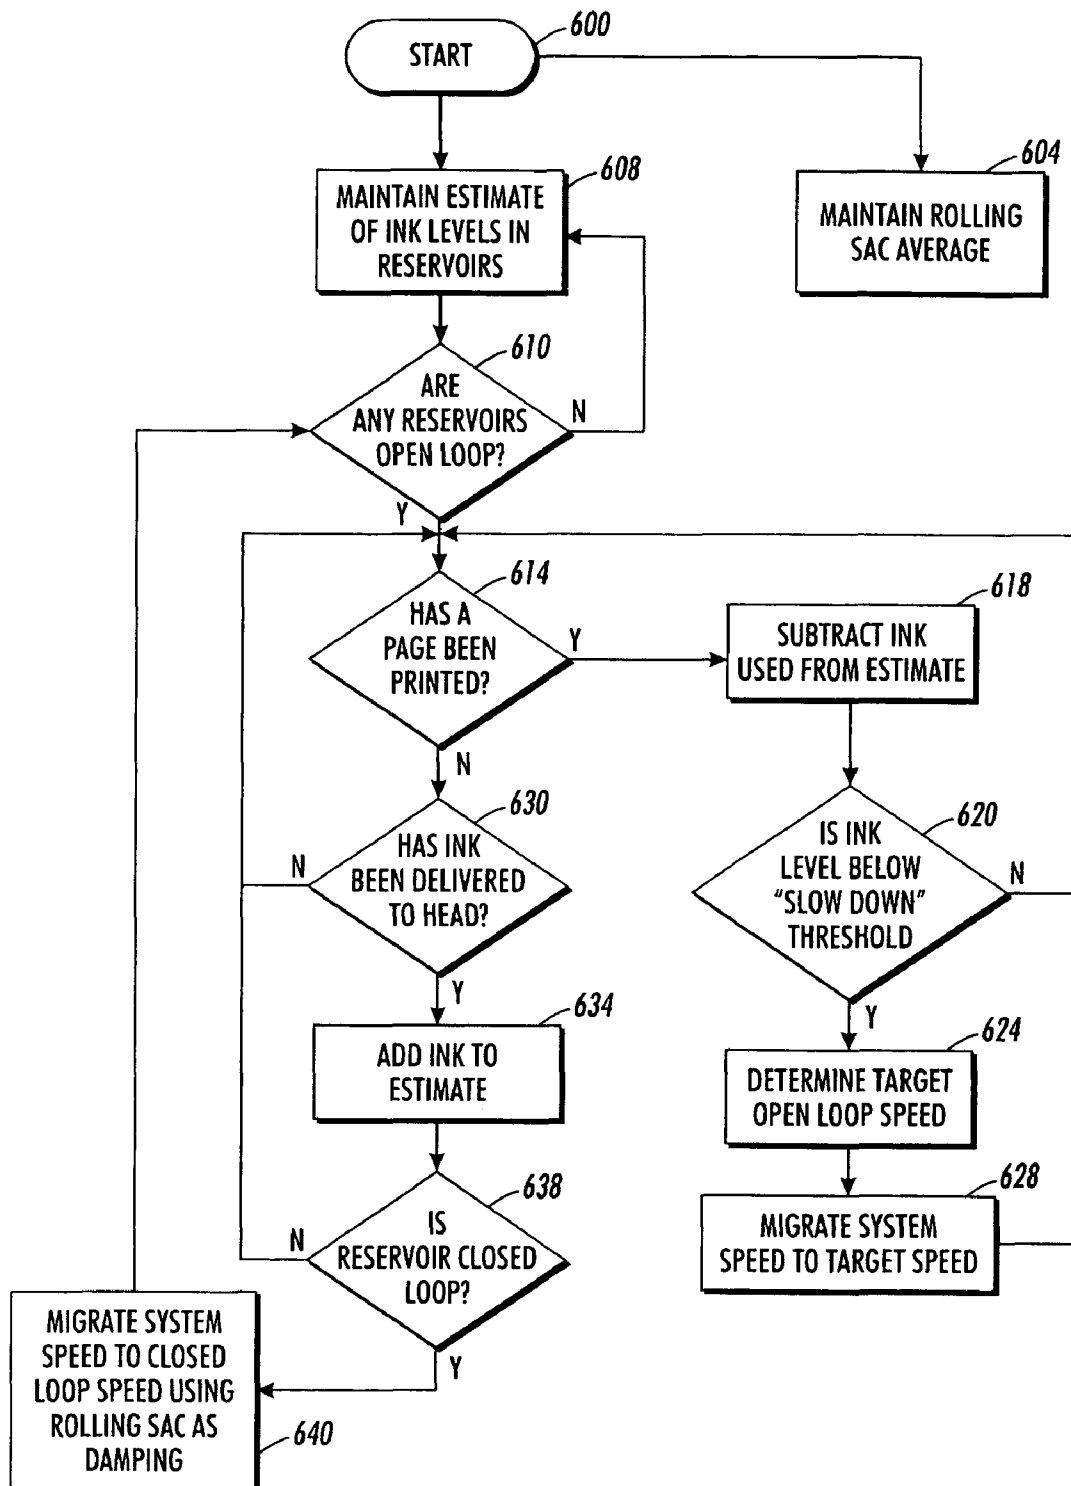 START
600
604
MAINTAIN ROLLING
SAC AVERAGE
608
MAINTAIN ESTIMATE
OF INK LEVELS IN
RESERVOIRS
610
ARE
ANY RESERVOIRS
OPEN LOOP?
N
Y
614
HAS A
PAGE BEEN
PRINTED?
Y
N
618
SUBTRACT INK
USED FROM ESTIMATE
620
IS INK
LEVEL BELOW
"SLOW DOWN"
THRESHOLD
N
Y
624
DETERMINE TARGET
OPEN LOOP SPEED
628
MIGRATE SYSTEM
SPEED TO TARGET SPEED
630
HAS INK
BEEN DELIVERED
TO HEAD?
N
Y
634
ADD INK TO
ESTIMATE
638
IS
RESERVOIR CLOSED
LOOP?
N
Y
MIGRATE SYSTEM
SPEED TO CLOSED
LOOP SPEED USING
ROLLING SAC AS
DAMPING
640